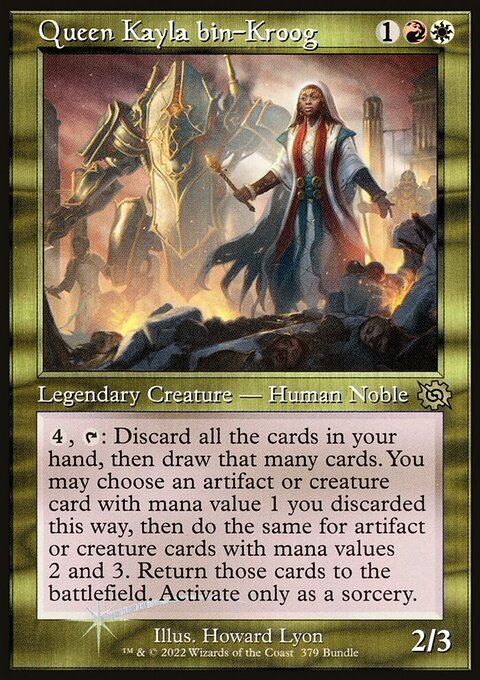 Queen Kayla bin-Kroog 1
Legendary Creature — Human Noble
4, : Discard all the cards in your
hand, then draw that many cards. You
may choose an artifact or creature
card with mana value 1 you discarded
this way, then do the same for artifact
or creature cards with mana values
2 and 3. Return those cards to the
battlefield. Activate only as a sorcery.
Illus. Howard Lyon
™ & © 2022 Wizards of the Coast 379 Bundle
2/3